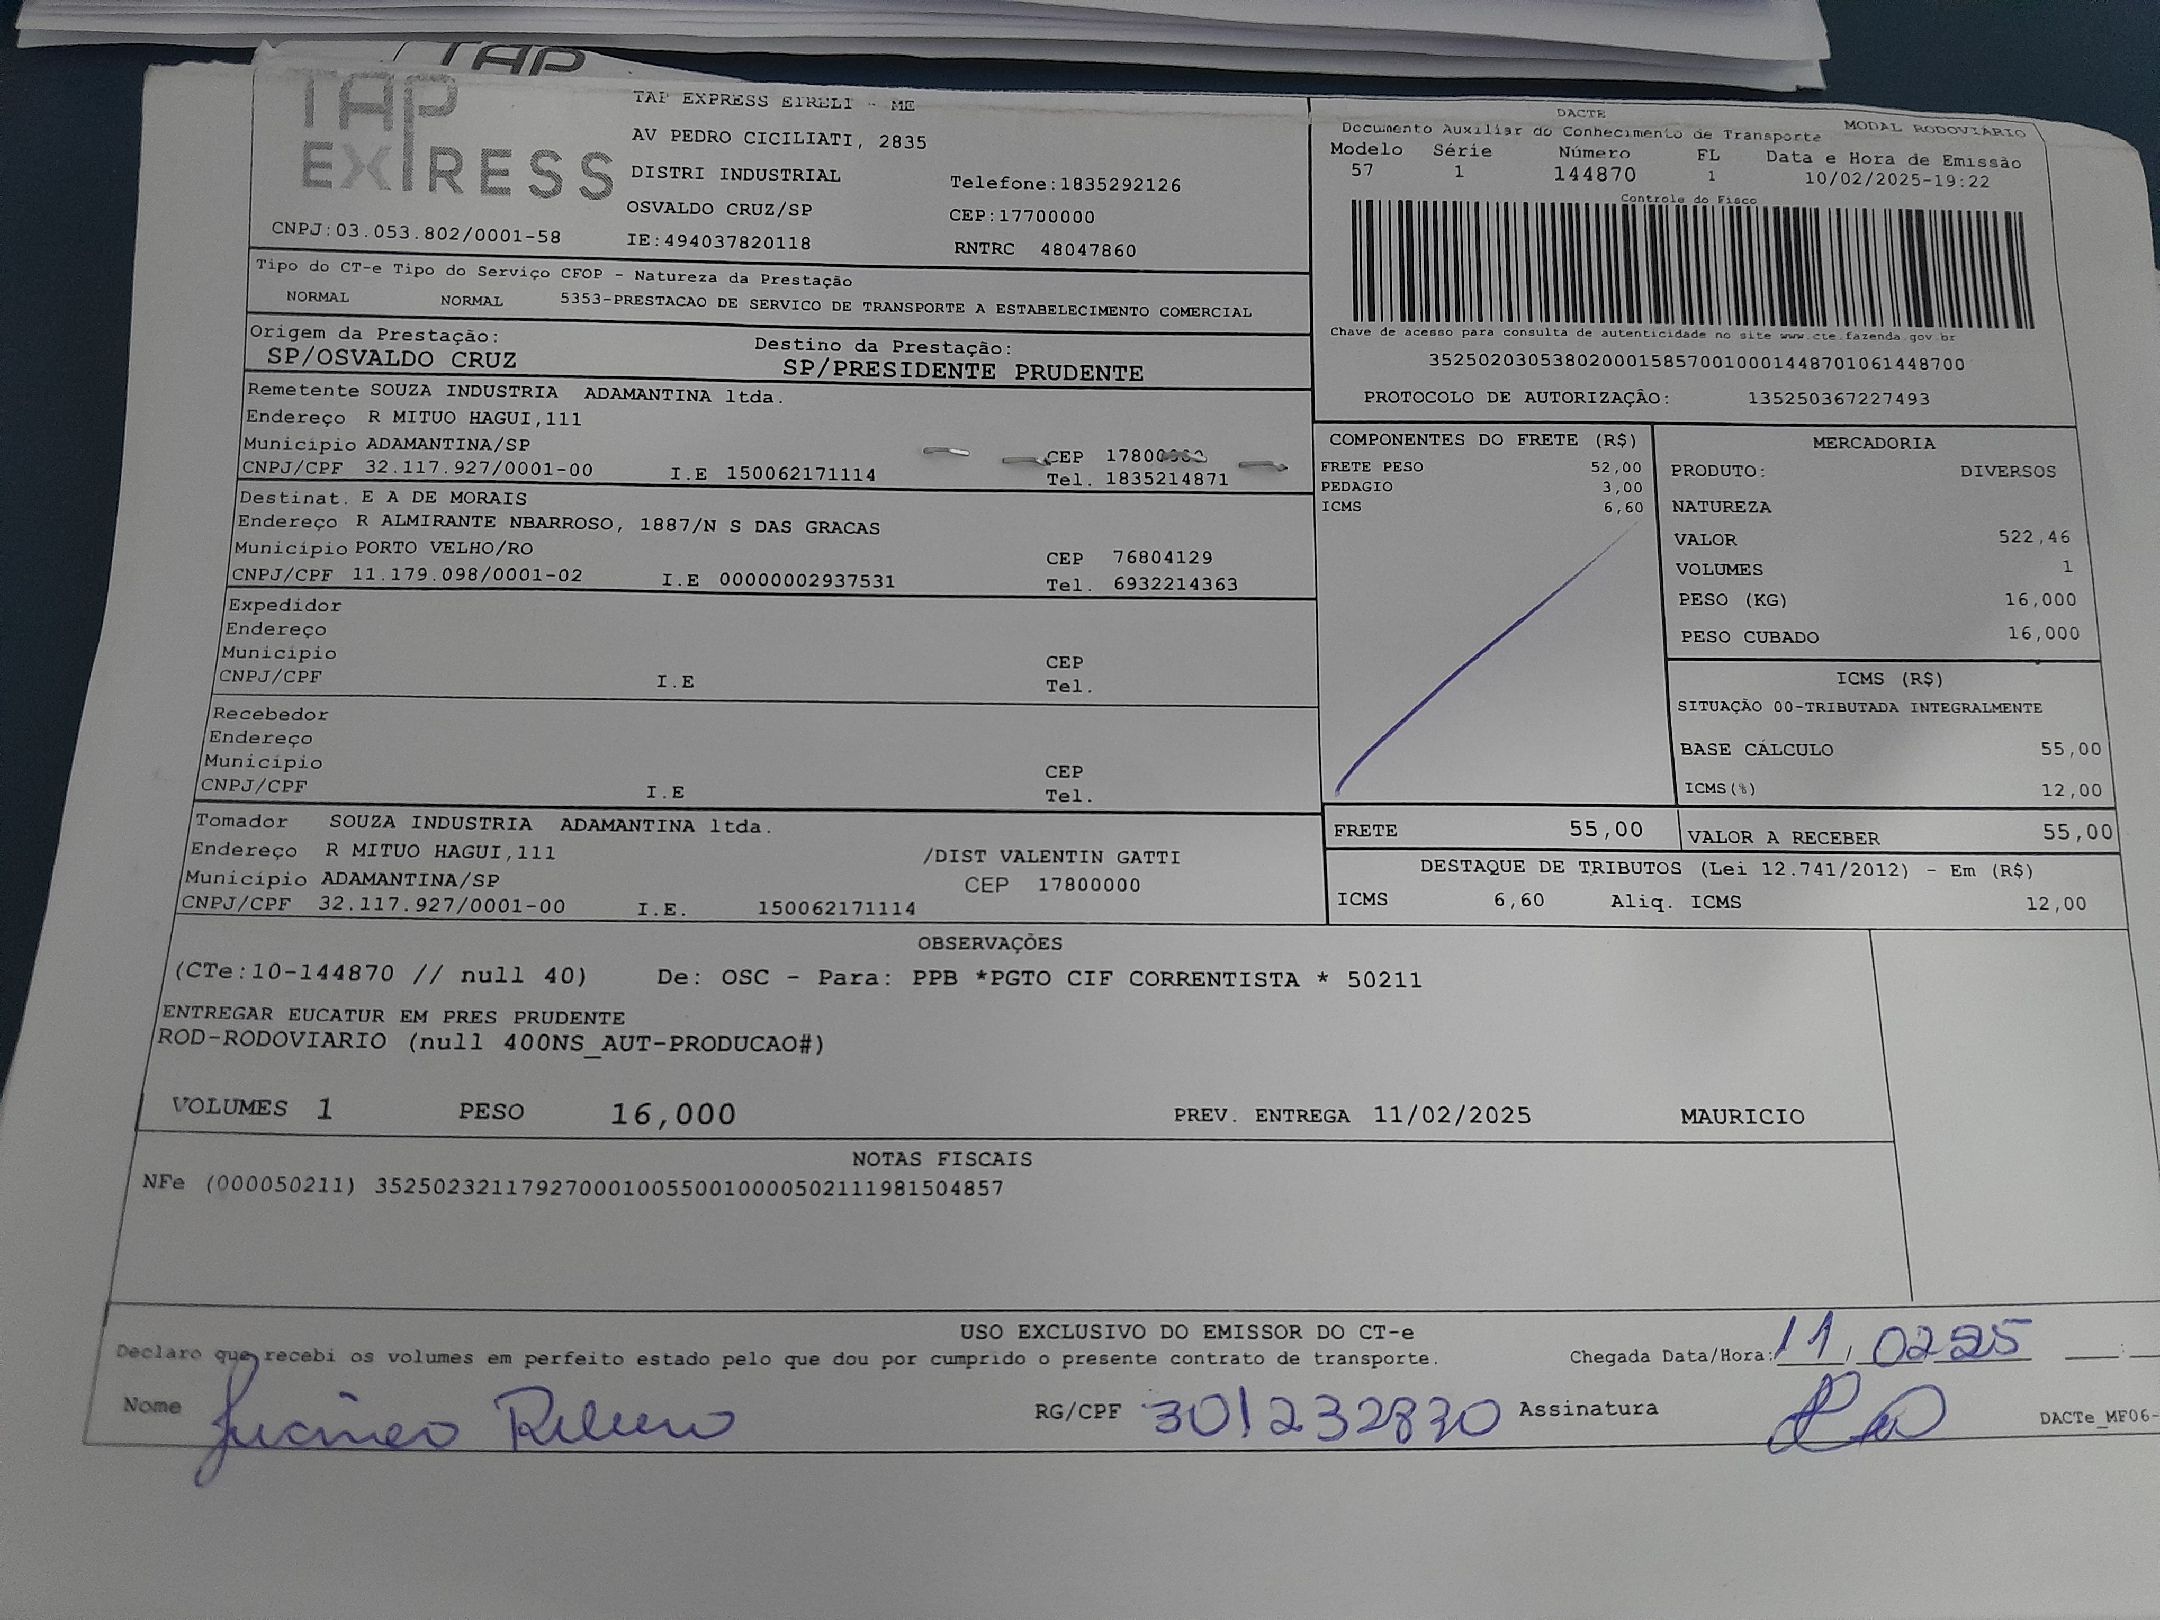 TAP
TAP
EXPRESS
TAP EXPRESS EIRELI - ME
AV PEDRO CICILIATI, 2835
DISTRI INDUSTRIAL
Telefone:1835292126
OSVALDO CRUZ/SP
CEP:17700000
CNPJ:03.053.802/0001-58
IE:494037820118
RNTRC 48047860
DACTE
Documento Auxiliar do Conhecimento de Transporte
MODAL RODOVIÁRIO
Modelo Série Número FL Data e Hora de Emissão
57 1 144870 1 10/02/2025-19:22
Controle do Fisco
Chave de acesso para consulta de autenticidade no site www.cte.fazenda.gov.br
35250203053802000158570010001448701061448700
PROTOCOLO DE AUTORIZAÇÃO: 135250367227493
Tipo do CT-e Tipo do Serviço CFOP - Natureza da Prestação
NORMAL NORMAL 5353-PRESTACAO DE SERVICO DE TRANSPORTE A ESTABELECIMENTO COMERCIAL
Origem da Prestação: Destino da Prestação:
SP/OSVALDO CRUZ SP/PRESIDENTE PRUDENTE
Remetente SOUZA INDUSTRIA ADAMANTINA ltda.
Endereço R MITUO HAGUI,111
Município ADAMANTINA/SP CEP
CNPJ/CPF 32.117.927/0001-00 I.E 150062171114 Tel. 1835214871
Destinat. E A DE MORAIS
Endereço R ALMIRANTE NBARROSO, 1887/N S DAS GRACAS
Município PORTO VELHO/RO CEP 76804129
CNPJ/CPF 11.179.098/0001-02 I.E 00000002937531 Tel. 6932214363
Expedidor
Endereço
Município CEP
CNPJ/CPF I.E Tel.
Recebedor
Endereço
Município CEP
CNPJ/CPF I.E Tel.
Tomador SOUZA INDUSTRIA ADAMANTINA ltda.
Endereço R MITUO HAGUI,111 /DIST VALENTIN GATTI
Município ADAMANTINA/SP CEP 17800000
CNPJ/CPF 32.117.927/0001-00 I.E. 150062171114
COMPONENTES DO FRETE (R$)
FRETE PESO 52,00
PEDAGIO 3,00
ICMS 6,60
MERCADORIA
PRODUTO: DIVERSOS
NATUREZA
VALOR 522,46
VOLUMES 1
PESO (KG) 16,000
PESO CUBADO 16,000
ICMS (R$)
SITUAÇÃO 00-TRIBUTADA INTEGRALMENTE
BASE CÁLCULO 55,00
ICMS(%) 12,00
FRETE 55,00 VALOR A RECEBER 55,00
DESTAQUE DE TRIBUTOS (Lei 12.741/2012) - Em (R$)
ICMS 6,60 Aliq. ICMS 12,00
OBSERVAÇÕES
(CTe:10-144870 // null 40) De: OSC - Para: PPB *PGTO CIF CORRENTISTA * 50211
ENTREGAR EUCATUR EM PRES PRUDENTE
ROD-RODOVIARIO (null 400NS_AUT-PRODUCAO#)
VOLUMES 1 PESO 16,000 PREV. ENTREGA 11/02/2025 MAURICIO
NOTAS FISCAIS
NFe (000050211) 35250232117927000100550010000502111981504857
USO EXCLUSIVO DO EMISSOR DO CT-e
Declaro que recebi os volumes em perfeito estado pelo que dou por cumprido o presente contrato de transporte. Chegada Data/Hora: 11/ 0225
Nome RG/CPF 301232830 Assinatura
DACTe_MF06-